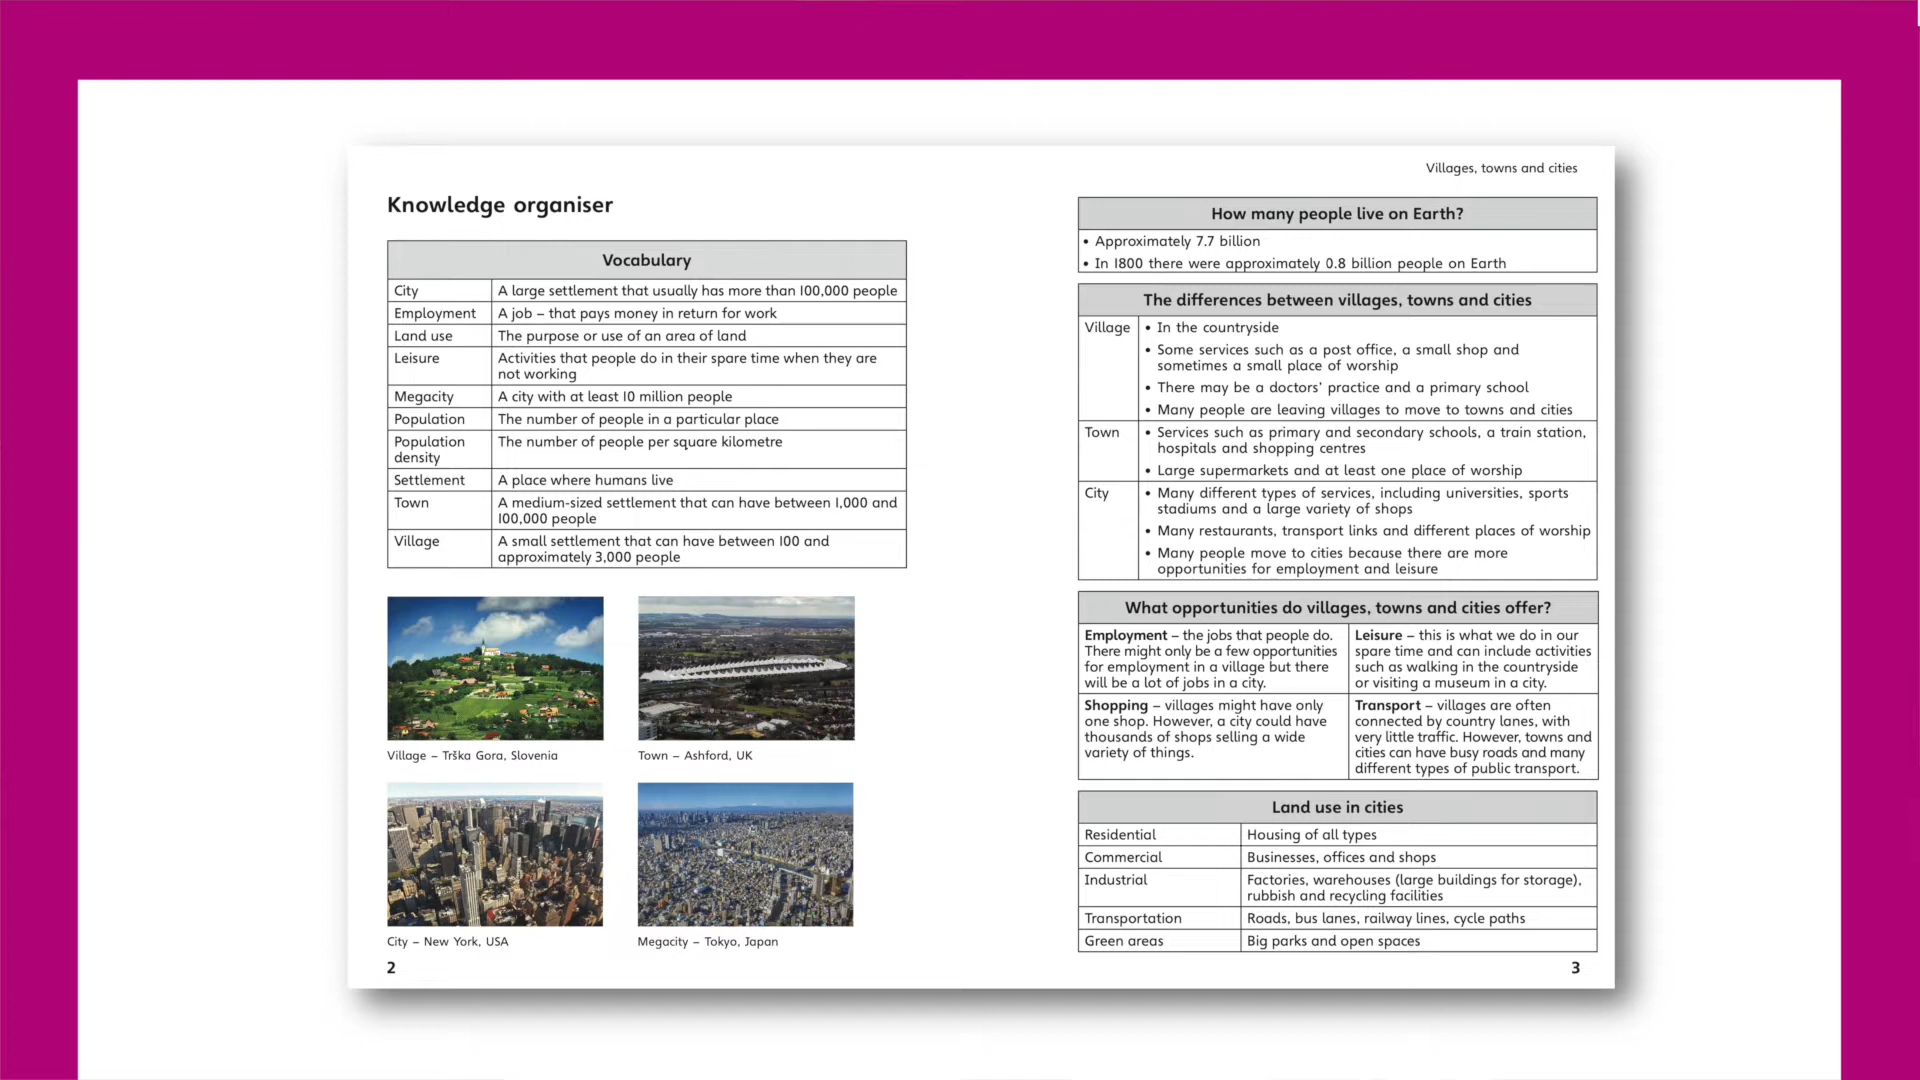 Villages, towns and cities
Knowledge organiser
Vocabulary
City A large settlement that usually has more than 100,000 people
Employment A job – that pays money in return for work
Land use The purpose or use of an area of land
Leisure Activities that people do in their spare time when they are
not working
Megacity A city with at least 10 million people
Population The number of people in a particular place
Population The number of people per square kilometre
density
Settlement A place where humans live
Town A medium-sized settlement that can have between 1,000 and
100,000 people
Village A small settlement that can have between 100 and
approximately 3,000 people
Village – Trška Gora, Slovenia
Town – Ashford, UK
City – New York, USA
Megacity – Tokyo, Japan
2
How many people live on Earth?
• Approximately 7.7 billion
• In 1800 there were approximately 0.8 billion people on Earth
The differences between villages, towns and cities
Village • In the countryside
• Some services such as a post office, a small shop and
sometimes a small place of worship
• There may be a doctors’ practice and a primary school
• Many people are leaving villages to move to towns and cities
Town • Services such as primary and secondary schools, a train station,
hospitals and shopping centres
• Large supermarkets and at least one place of worship
City • Many different types of services, including universities, sports
stadiums and a large variety of shops
• Many restaurants, transport links and different places of worship
• Many people move to cities because there are more
opportunities for employment and leisure
What opportunities do villages, towns and cities offer?
Employment – the jobs that people do.
There might only be a few opportunities
for employment in a village but there
will be a lot of jobs in a city.
Leisure – this is what we do in our
spare time and can include activities
such as walking in the countryside
or visiting a museum in a city.
Shopping – villages might have only
one shop. However, a city could have
thousands of shops selling a wide
variety of things.
Transport – villages are often
connected by country lanes, with
very little traffic. However, towns and
cities can have busy roads and many
different types of public transport.
Land use in cities
Residential Housing of all types
Commercial Businesses, offices and shops
Industrial Factories, warehouses (large buildings for storage),
rubbish and recycling facilities
Transportation Roads, bus lanes, railway lines, cycle paths
Green areas Big parks and open spaces
3